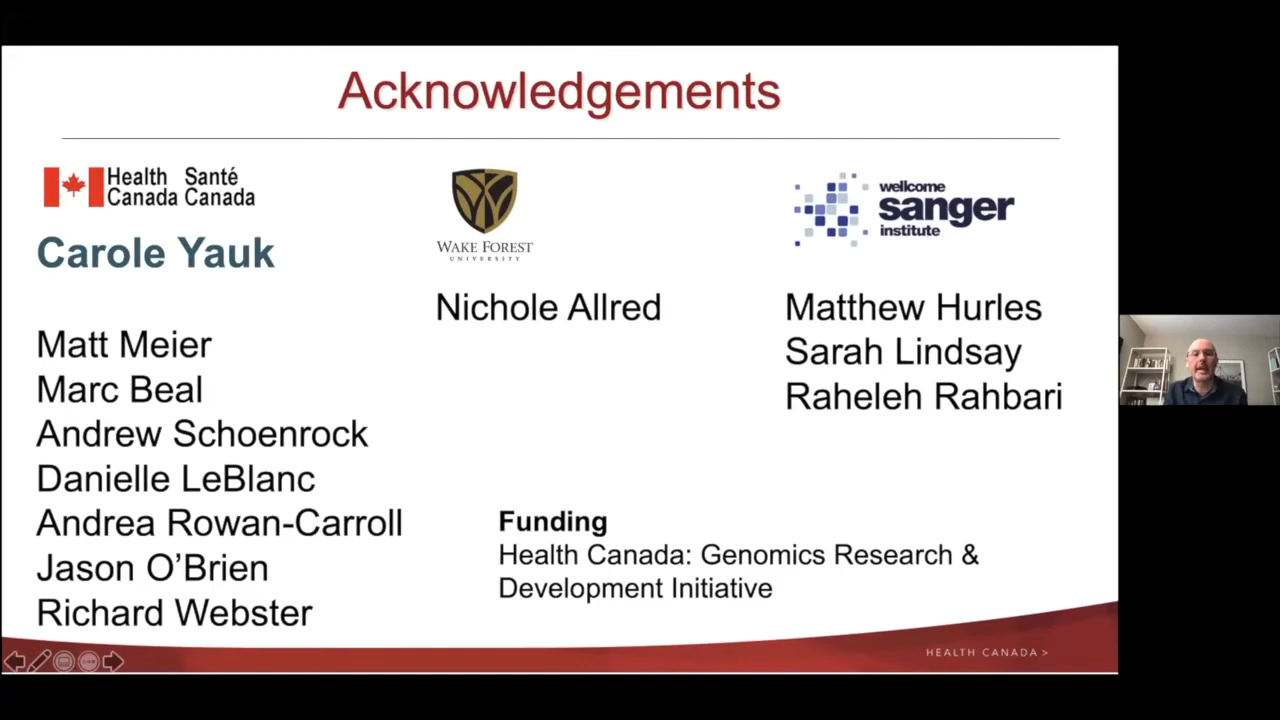 Acknowledgements
Health Santé
Canada Canada
Carole Yauk
Matt Meier
Marc Beal
Andrew Schoenrock
Danielle LeBlanc
Andrea Rowan-Carroll
Jason O’Brien
Richard Webster
WAKE FOREST
UNIVERSITY
Nichole Allred
wellcome
sanger
institute
Matthew Hurles
Sarah Lindsay
Raheleh Rahbari
Funding
Health Canada: Genomics Research &
Development Initiative
HEALTH CANADA >